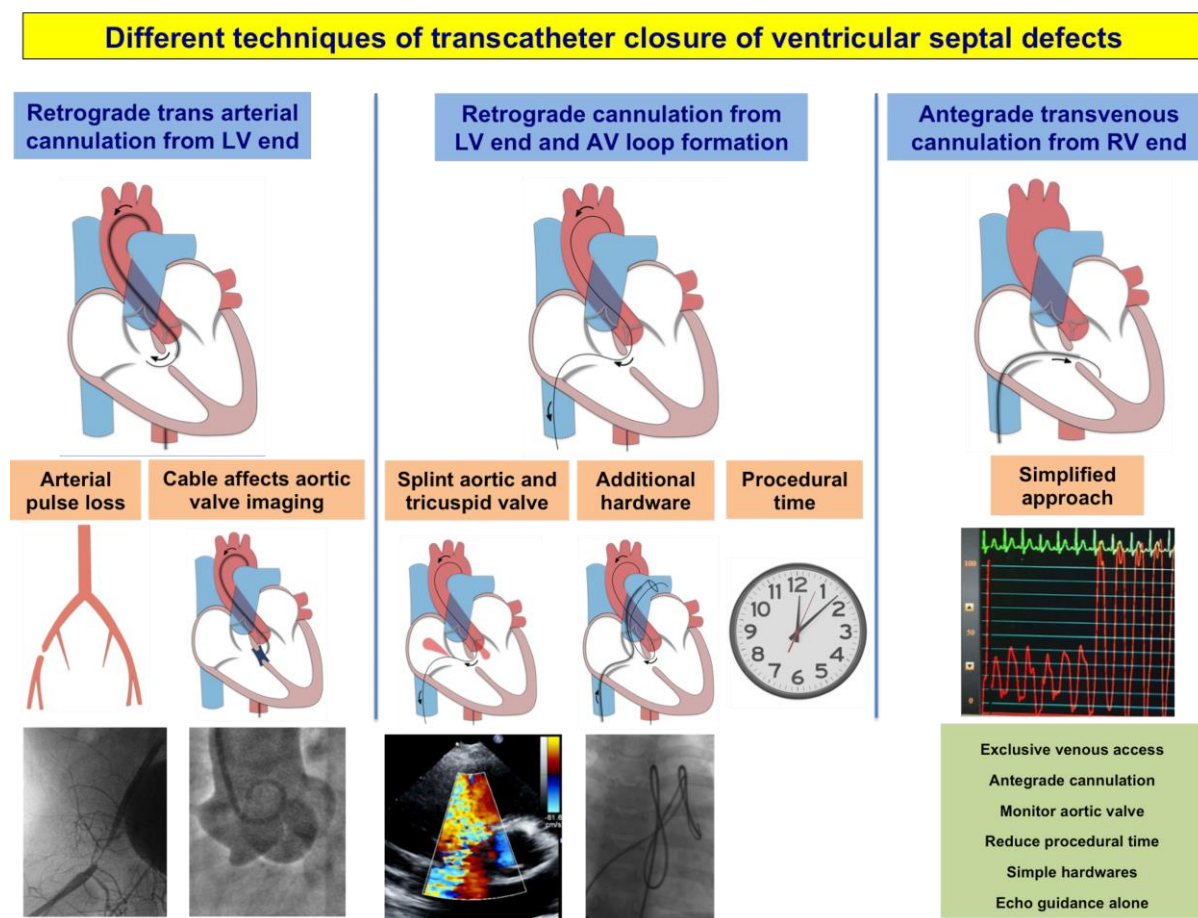 Different techniques of transcatheter closure of ventricular septal defects
Retrograde trans arterial
cannulation from LV end
Retrograde cannulation from
LV end and AV loop formation
Antegrade transvenous
cannulation from RV end
Arterial
pulse loss
Cable affects aortic
valve imaging
Splint aortic and
tricuspid valve
Additional
hardware
Procedural
time
Simplified
approach
12
1
2
3
4
5
6
7
8
9
10
11
100
50
0
-61.6
cm/s
Exclusive venous access
Antegrade cannulation
Monitor aortic valve
Reduce procedural time
Simple hardwares
Echo guidance alone